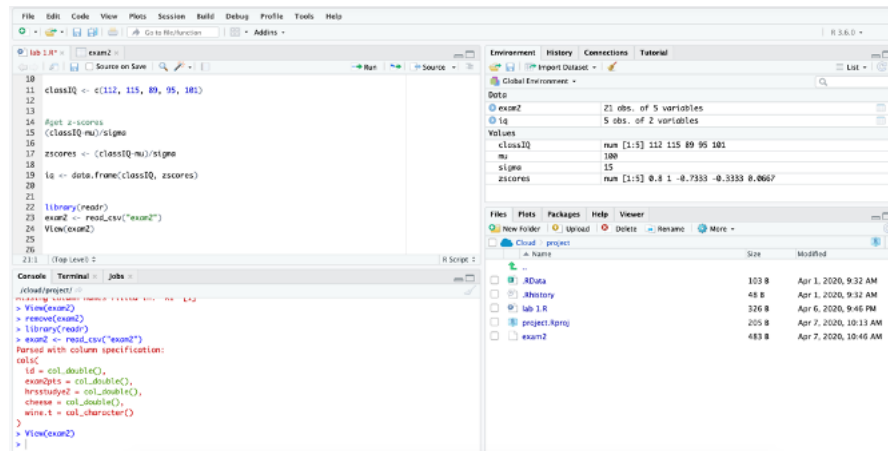 File Edit Code View Plots Session Build Debug Profile Tools Help
Go to file/function Addins R 3.6.0
lab 1.R* exam2
Source on Save Run Source
10
11 classIQ <- c(112, 115, 89, 95, 101)
12
13
14 #get z-scores
15 (classIQ-mu)/sigma
16
17 zscores <- (classIQ-mu)/sigma
18
19 iq <- data.frame(classIQ, zscores)
20
21
22 library(readr)
23 exam2 <- read_csv("exam2")
24 View(exam2)
25
26
21:1 (Top Level) R Script
Console Terminal Jobs
/cloud/project/
> View(exam2)
> remove(exam2)
> library(readr)
> exam2 <- read_csv("exam2")
Parsed with column specification:
cols(
id = col_double(),
exam2pts = col_double(),
hrsstudye2 = col_double(),
cheese = col_double(),
wine.t = col_character()
)
> View(exam2)
>
Environment History Connections Tutorial
Import Dataset List
Global Environment
Data
exam2 21 obs. of 5 variables
iq 5 obs. of 2 variables
Values
classIQ num [1:5] 112 115 89 95 101
mu 100
sigma 15
zscores num [1:5] 0.8 1 -0.7333 -0.3333 0.0667
Files Plots Packages Help Viewer
New Folder Upload Delete Rename More
Cloud project
Name Size Modified
..
.RData 103 B Apr 1, 2020, 9:32 AM
.Rhistory 48 B Apr 1, 2020, 9:32 AM
lab 1.R 326 B Apr 6, 2020, 9:46 PM
project.Rproj 205 B Apr 7, 2020, 10:13 AM
exam2 483 B Apr 7, 2020, 10:46 AM